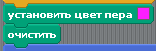 установить цвет пера
очистить